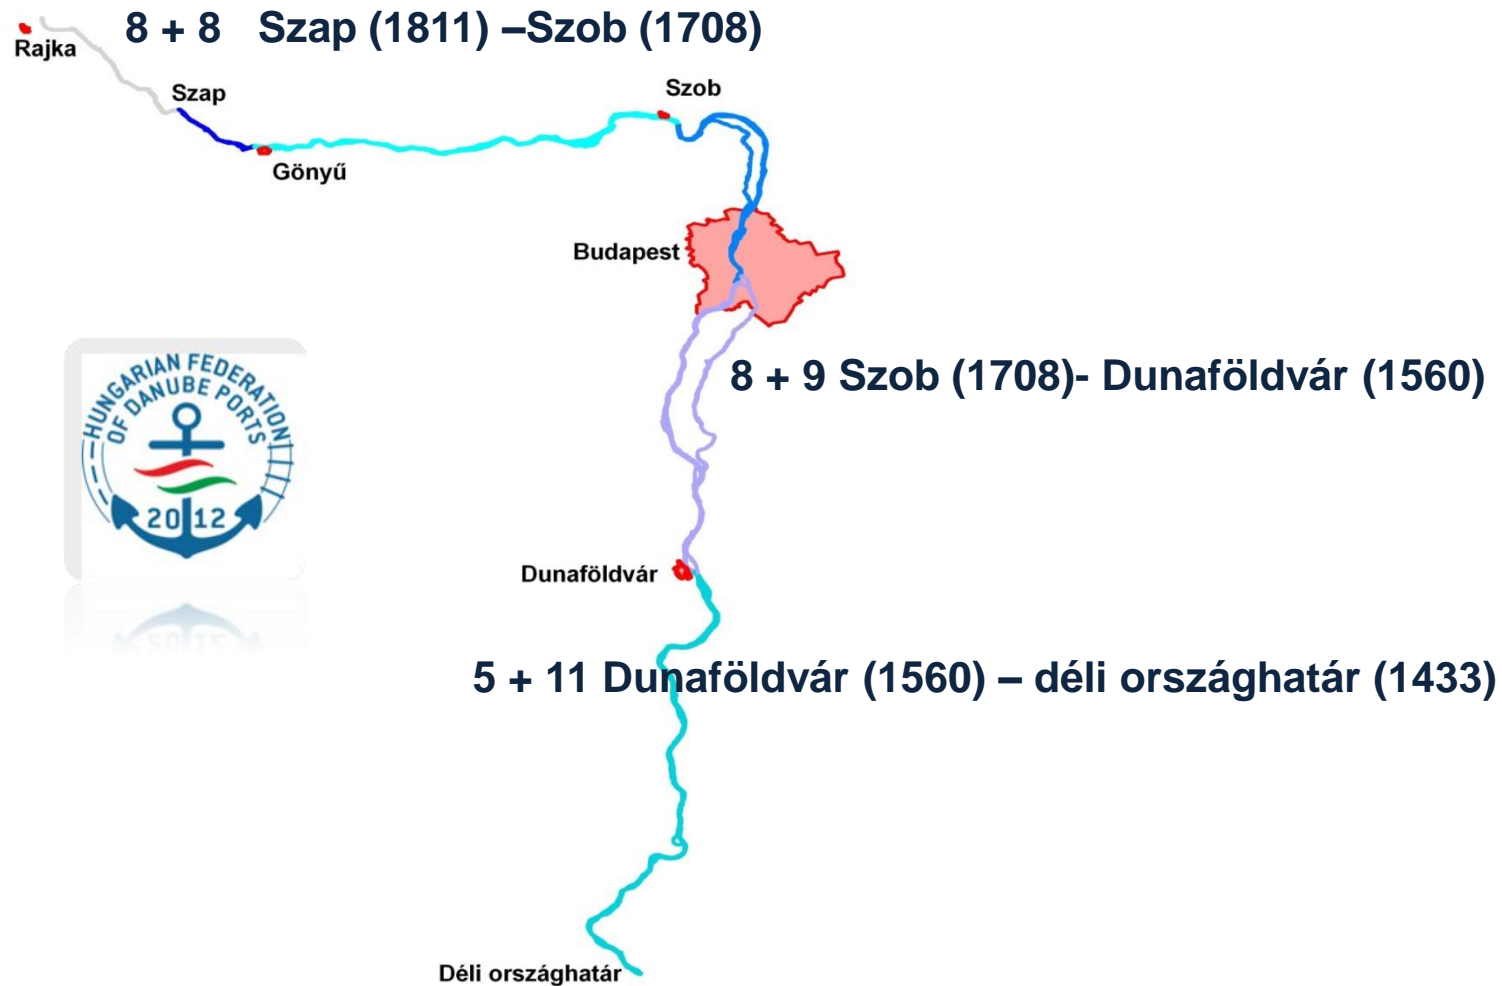 8 + 8 Szap (1811) –Szob (1708)
Rajka
Szap
Szob
Gönyű
Budapest
HUNGARIAN FEDERATION
OF DANUBE PORTS
2012
8 + 9 Szob (1708)- Dunaföldvár (1560)
Dunaföldvár
5 + 11 Dunaföldvár (1560) – déli országhatár (1433)
Déli országhatár